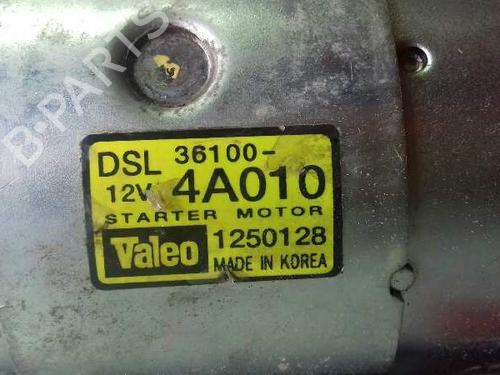 B-PARTS
DSL 36100-
12V 4A010
STARTER MOTOR
Valeo 1250128
MADE IN KOREA